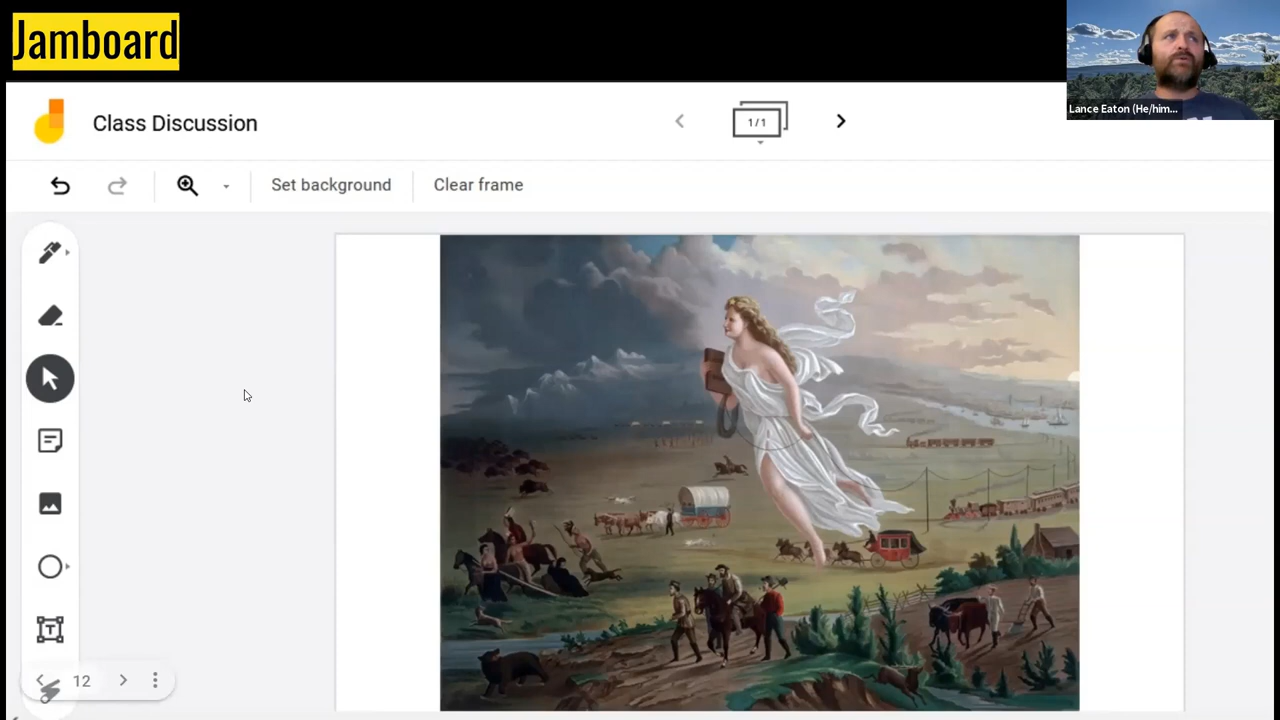 Jamboard
Lance Eaton (He/him...
Class Discussion
1/1
Set background
Clear frame
T
12